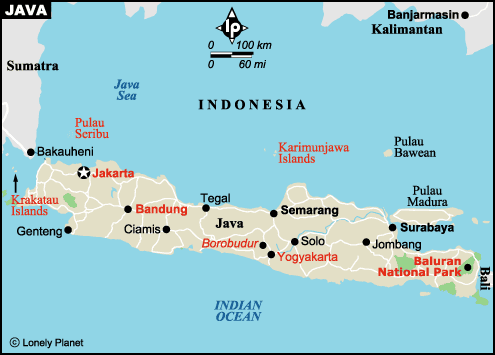 JAVA
Banjarmasin
Kalimantan
lp
0 100 km
0 60 mi
Sumatra
Java
Sea
INDONESIA
Pulau
Seribu
Karimunjawa
Islands
Pulau
Bawean
Bakauheni
Jakarta
Pulau
Madura
Krakatau
Islands
Tegal
Bandung
Semarang
Java
Surabaya
Genteng
Ciamis
Borobudur
Solo
Jombang
Yogyakarta
Baluran
National Park
Bali
INDIAN
OCEAN
© Lonely Planet